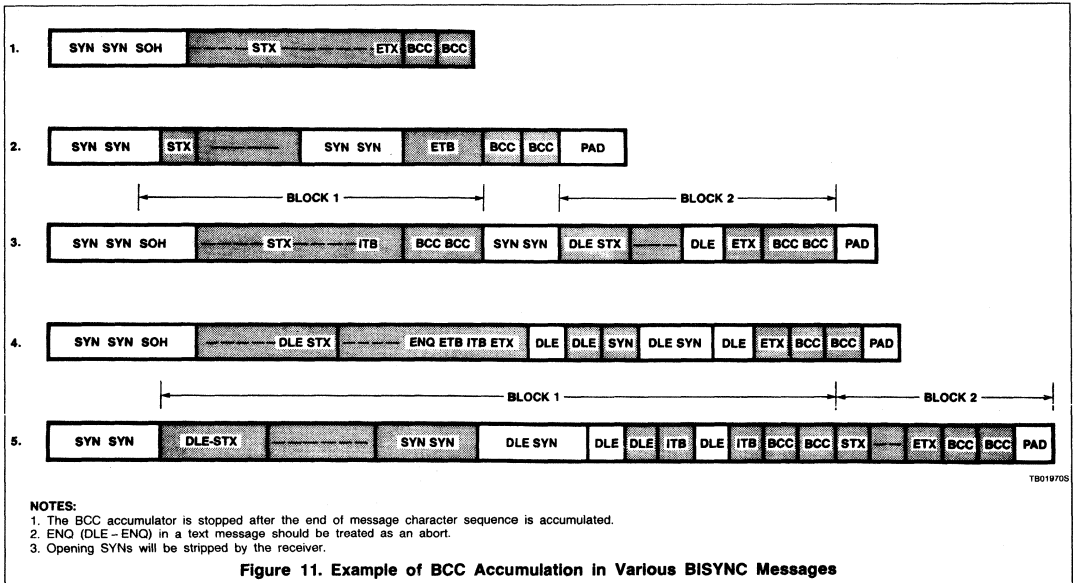 1. SYN SYN SOH – – – – – STX – – – – – – – ETX BCC BCC
2. SYN SYN STX – – – – – SYN SYN ETB BCC BCC PAD
BLOCK 1 BLOCK 2
3. SYN SYN SOH – – – – – STX – – – – ITB BCC BCC SYN SYN DLE STX – – – DLE ETX BCC BCC PAD
4. SYN SYN SOH – – – – – DLE STX – – – – ENQ ETB ITB ETX DLE DLE SYN DLE SYN DLE ETX BCC BCC PAD
BLOCK 1 BLOCK 2
5. SYN SYN DLE-STX – – – – – – SYN SYN DLE SYN DLE DLE ITB DLE ITB BCC BCC STX – – ETX BCC BCC PAD
TB01970S
NOTES:
1. The BCC accumulator is stopped after the end of message character sequence is accumulated.
2. ENQ (DLE – ENQ) in a text message should be treated as an abort.
3. Opening SYNs will be stripped by the receiver.
Figure 11. Example of BCC Accumulation in Various BISYNC Messages